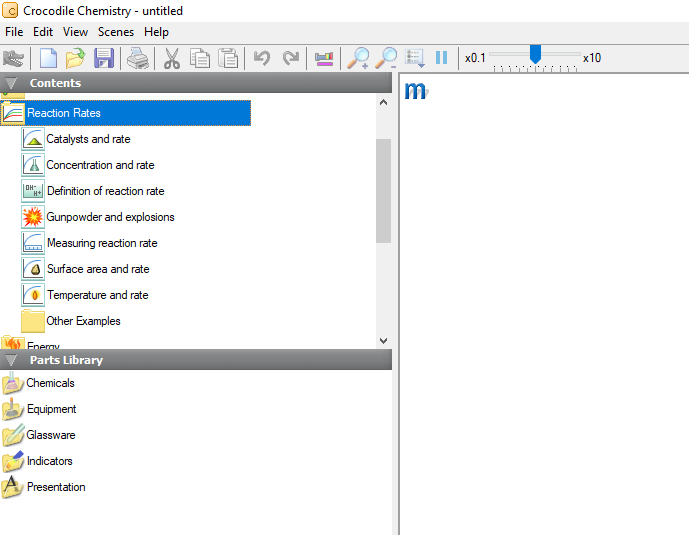 Crocodile Chemistry - untitled
File Edit View Scenes Help
x0.1 x10
Contents
Reaction Rates
Catalysts and rate
Concentration and rate
OH- H+ Definition of reaction rate
Gunpowder and explosions
Measuring reaction rate
Surface area and rate
Temperature and rate
Other Examples
Energy
Parts Library
Chemicals
Equipment
Glassware
Indicators
A Presentation
m